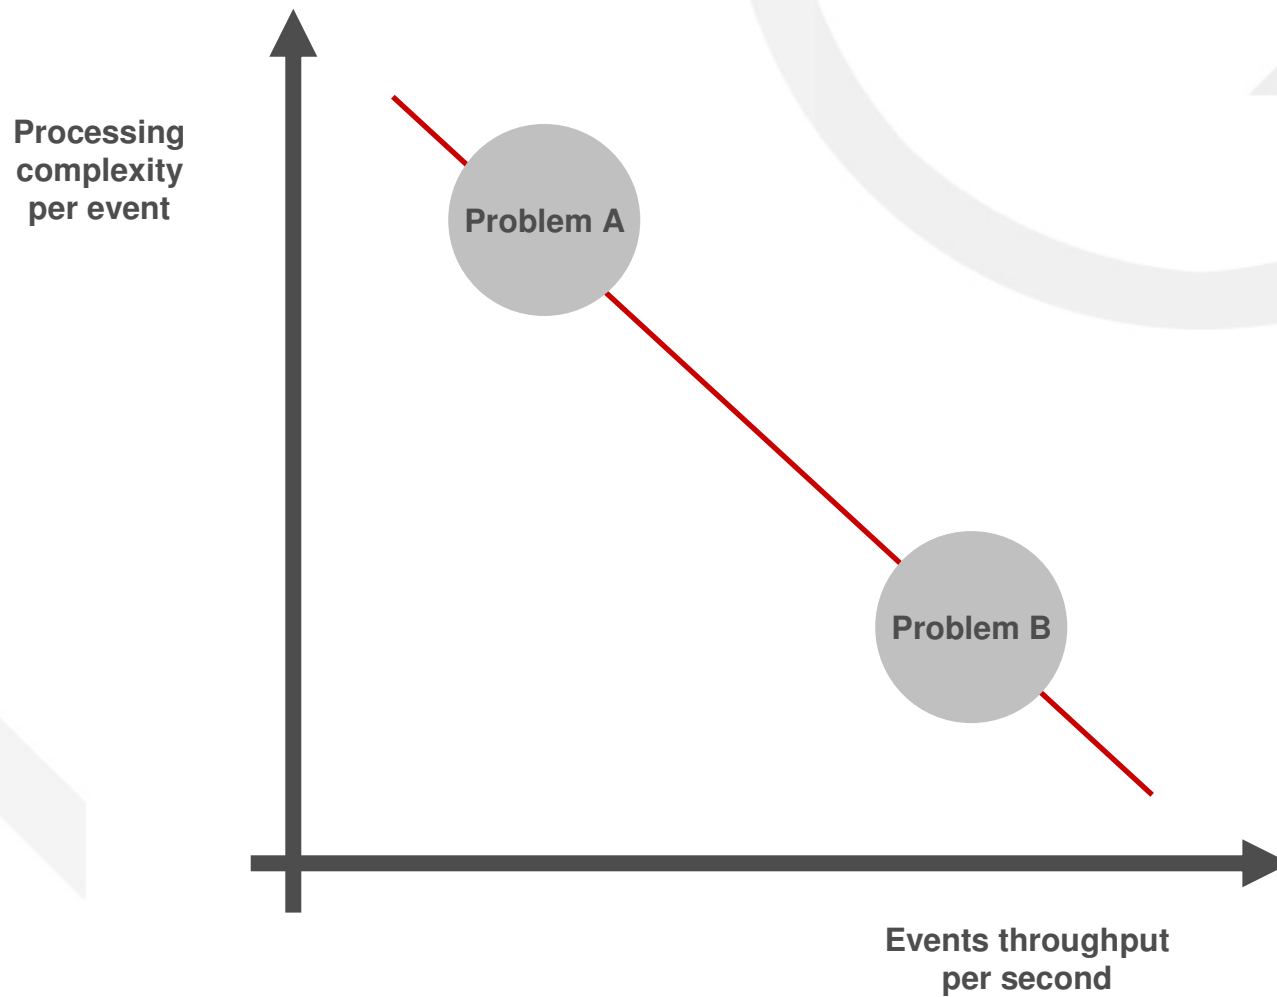 Processing
complexity
per event
Problem A
Problem B
Events throughput
per second